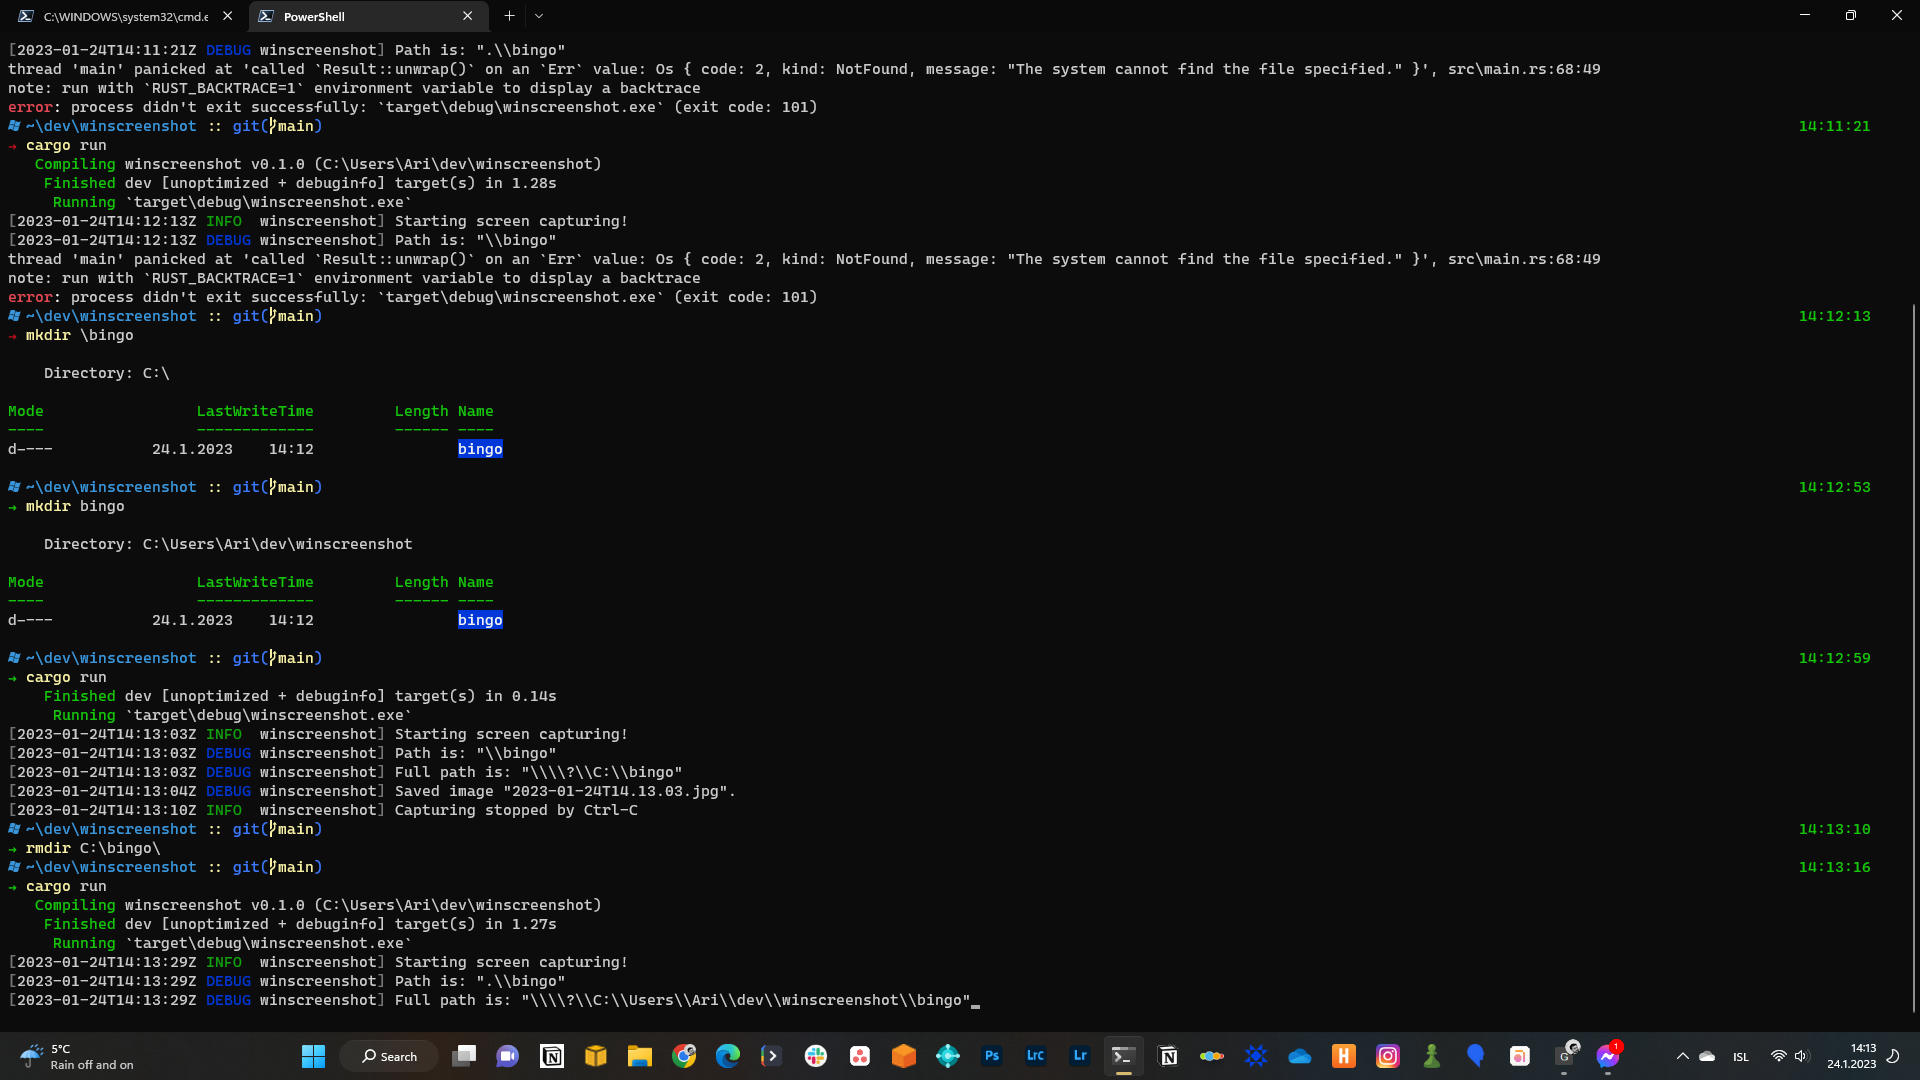 C:\WINDOWS\system32\cmd.e
PowerShell
[2023-01-24T14:11:21Z DEBUG winscreenshot] Path is: ".\\bingo"
thread 'main' panicked at 'called `Result::unwrap()` on an `Err` value: Os { code: 2, kind: NotFound, message: "The system cannot find the file specified." }', src\main.rs:68:49
note: run with `RUST_BACKTRACE=1` environment variable to display a backtrace
error: process didn't exit successfully: `target\debug\winscreenshot.exe` (exit code: 101)
~\dev\winscreenshot :: git(main) 14:11:21
→ cargo run
Compiling winscreenshot v0.1.0 (C:\Users\Ari\dev\winscreenshot)
Finished dev [unoptimized + debuginfo] target(s) in 1.28s
Running `target\debug\winscreenshot.exe`
[2023-01-24T14:12:13Z INFO  winscreenshot] Starting screen capturing!
[2023-01-24T14:12:13Z DEBUG winscreenshot] Path is: "\\bingo"
thread 'main' panicked at 'called `Result::unwrap()` on an `Err` value: Os { code: 2, kind: NotFound, message: "The system cannot find the file specified." }', src\main.rs:68:49
note: run with `RUST_BACKTRACE=1` environment variable to display a backtrace
error: process didn't exit successfully: `target\debug\winscreenshot.exe` (exit code: 101)
~\dev\winscreenshot :: git(main) 14:12:13
→ mkdir \bingo
Directory: C:\
Mode LastWriteTime Length Name
---- ------------- ------ ----
d---- 24.1.2023 14:12 bingo
~\dev\winscreenshot :: git(main) 14:12:53
→ mkdir bingo
Directory: C:\Users\Ari\dev\winscreenshot
Mode LastWriteTime Length Name
---- ------------- ------ ----
d---- 24.1.2023 14:12 bingo
~\dev\winscreenshot :: git(main) 14:12:59
→ cargo run
Finished dev [unoptimized + debuginfo] target(s) in 0.14s
Running `target\debug\winscreenshot.exe`
[2023-01-24T14:13:03Z INFO  winscreenshot] Starting screen capturing!
[2023-01-24T14:13:03Z DEBUG winscreenshot] Path is: "\\bingo"
[2023-01-24T14:13:03Z DEBUG winscreenshot] Full path is: "\\\\?\\C:\\bingo"
[2023-01-24T14:13:04Z DEBUG winscreenshot] Saved image "2023-01-24T14.13.03.jpg".
[2023-01-24T14:13:10Z INFO  winscreenshot] Capturing stopped by Ctrl-C
~\dev\winscreenshot :: git(main) 14:13:10
→ rmdir C:\bingo\
~\dev\winscreenshot :: git(main) 14:13:16
→ cargo run
Compiling winscreenshot v0.1.0 (C:\Users\Ari\dev\winscreenshot)
Finished dev [unoptimized + debuginfo] target(s) in 1.27s
Running `target\debug\winscreenshot.exe`
[2023-01-24T14:13:29Z INFO  winscreenshot] Starting screen capturing!
[2023-01-24T14:13:29Z DEBUG winscreenshot] Path is: ".\\bingo"
[2023-01-24T14:13:29Z DEBUG winscreenshot] Full path is: "\\\\?\\C:\\Users\\Ari\\dev\\winscreenshot\\bingo"
5°C
Rain off and on
Search
Ps
LrC
Lr
H
G
1
ISL
14:13
24.1.2023